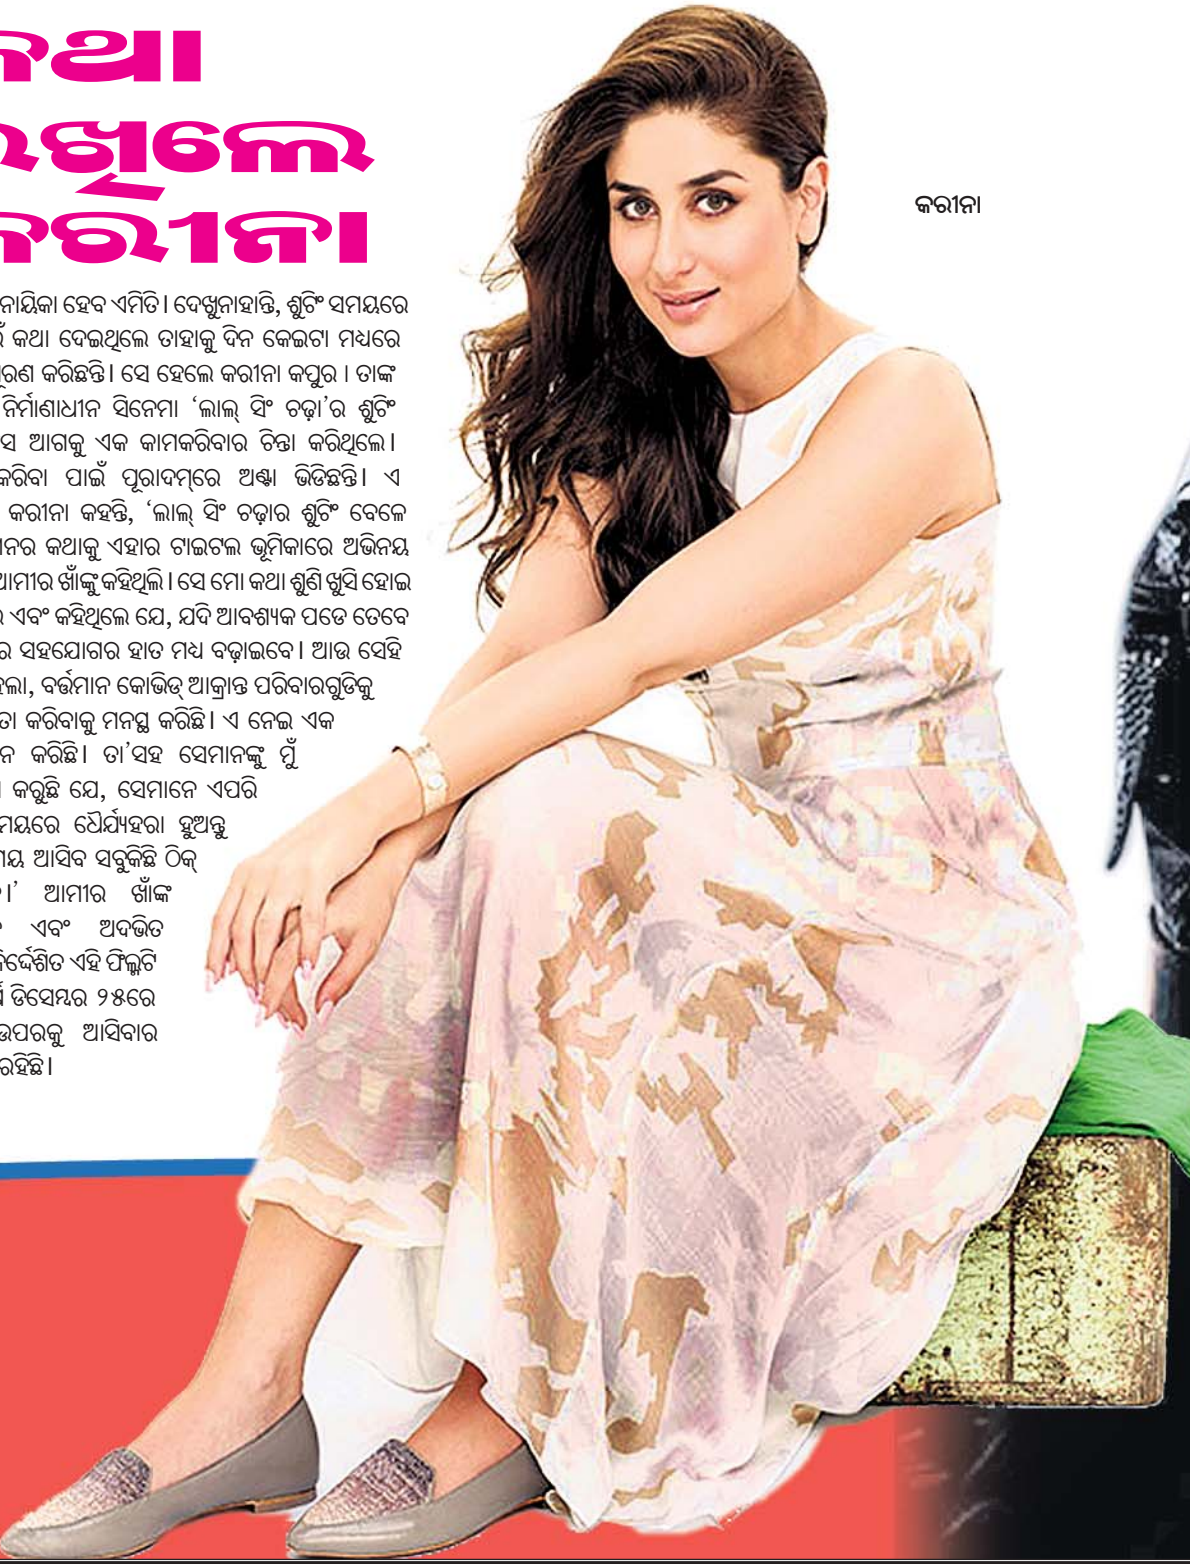 କଥା
ରଖିଲେ
କରୀନା
କରୀନା
ନାୟିକା ହେବ ଏମିତି। ଦେଖୁନାହାନ୍ତି, ଶୁଟିଂ ସମୟରେ
କଥା ଦେଇଥିଲେ ତାହାକୁ ଦିନ କେଇଟା ମଧ୍ୟରେ
ପୂରଣ କରିଛନ୍ତି। ସେ ହେଲେ କରୀନା କପୁର । ତାଙ୍କ
ନିର୍ମାଣାଧୀନ ସିନେମା ‘ଲାଲ୍ ସିଂ ଚଢ଼ା’ର ଶୁଟିଂ
ଆଗକୁ ଏକ କାମକରିବାର ଚିନ୍ତା କରିଥିଲେ।
କରିବା ପାଇଁ ପୂରାଦମ୍‌ରେ ଅଣ୍ଟା ଭିଡିଛନ୍ତି। ଏ
କରୀନା କହନ୍ତି, ‘ଲାଲ୍ ସିଂ ଚଢ଼ାର ଶୁଟିଂ ବେଳେ
ମନର କଥାକୁ ଏହାର ଟାଇଟଲ ଭୂମିକାରେ ଅଭିନୟ
ଆମୀର ଖାଁଙ୍କୁ କହିଥିଲି। ସେ ମୋ କଥା ଶୁଣି ଖୁସି ହୋଇ
ଏବଂ କହିଥିଲେ ଯେ, ଯଦି ଆବଶ୍ୟକ ପଡେ ତେବେ
ସହଯୋଗର ହାତ ମଧ୍ୟ ବଢ଼ାଇବେ। ଆଉ ସେହି
ହେଲା, ବର୍ତ୍ତମାନ କୋଭିଡ୍ ଆକ୍ରାନ୍ତ ପରିବାରଗୁଡିକୁ
କରିବାକୁ ମନସ୍ଥ କରିଛି। ଏ ନେଇ ଏକ
କରିଛି। ତା’ସହ ସେମାନଙ୍କୁ ମୁଁ
କରୁଛି ଯେ, ସେମାନେ ଏପରି
ସମୟରେ ଧୈର୍ଯ୍ୟହରା ହୁଅନ୍ତୁ
ଆସିବ ସବୁକିଛି ଠିକ୍
ଆମୀର ଖାଁଙ୍କ
ଏବଂ ଅଦଭିତ
ନିର୍ଦ୍ଦେଶିତ ଏହି ଫିଲ୍ମଟି
ଡିସେମ୍ବର ୨୫ରେ
ଉପରକୁ ଆସିବାର
ରହିଛି।